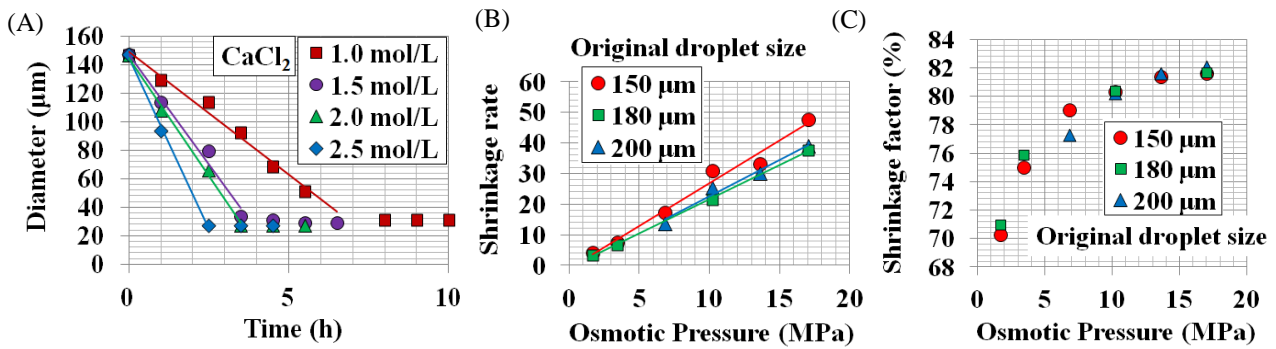 (A)
Diameter (µm)
160
140
120
100
80
60
40
20
0
CaCl₂
1.0 mol/L
1.5 mol/L
2.0 mol/L
2.5 mol/L
0
5
10
Time (h)
(B)
Original droplet size
150 µm
180 µm
200 µm
Shrinkage rate
60
50
40
30
20
10
0
0
5
10
15
20
Osmotic Pressure (MPa)
(C)
Shrinkage factor (%)
84
82
80
78
76
74
72
70
68
150 µm
180 µm
200 µm
Original droplet size
0
5
10
15
20
Osmotic Pressure (MPa)